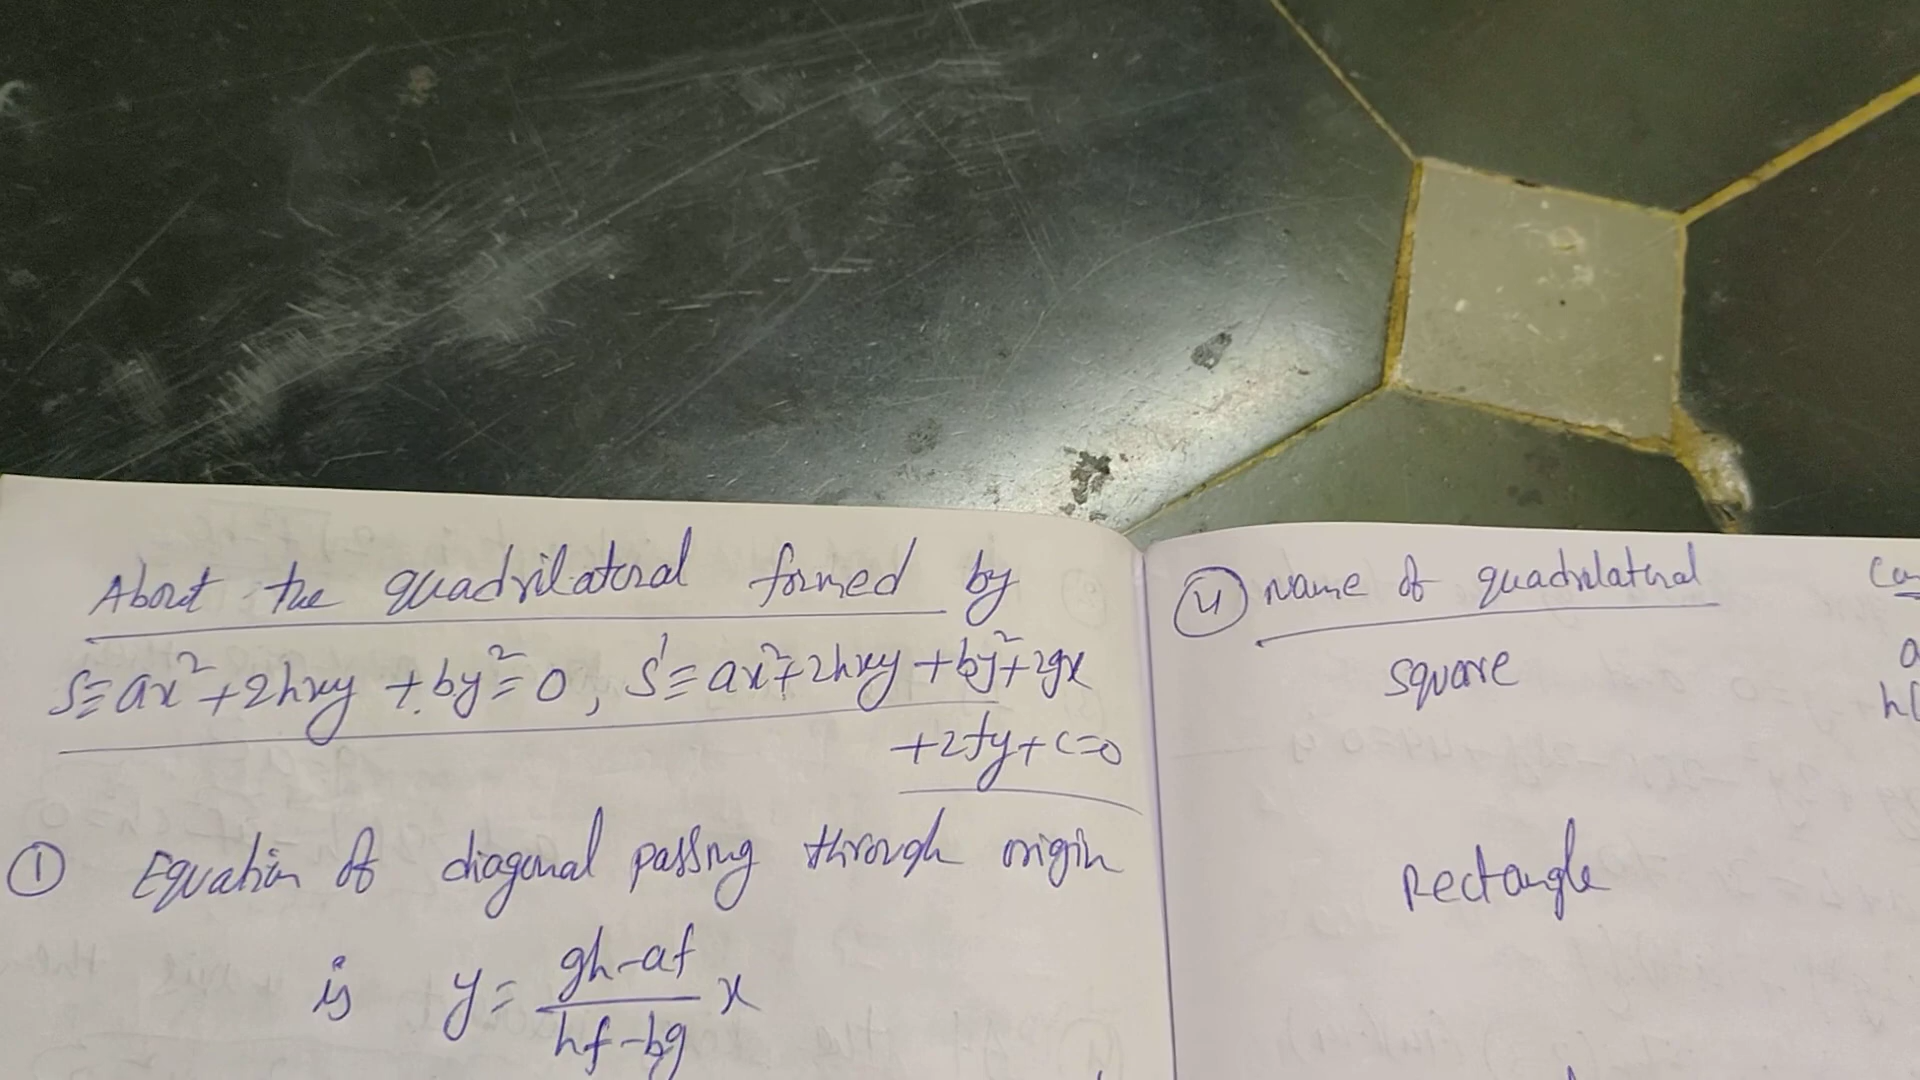 About the quadrilateral formed by
S≡ax²+2hxy+by²=0, S'≡ax²+2hxy+by²+2gx
+2fy+c=0
① Equation of diagonal passing through origin
is y = gh-af / hf-bg x
④ Name of quadrilateral
square
Rectangle